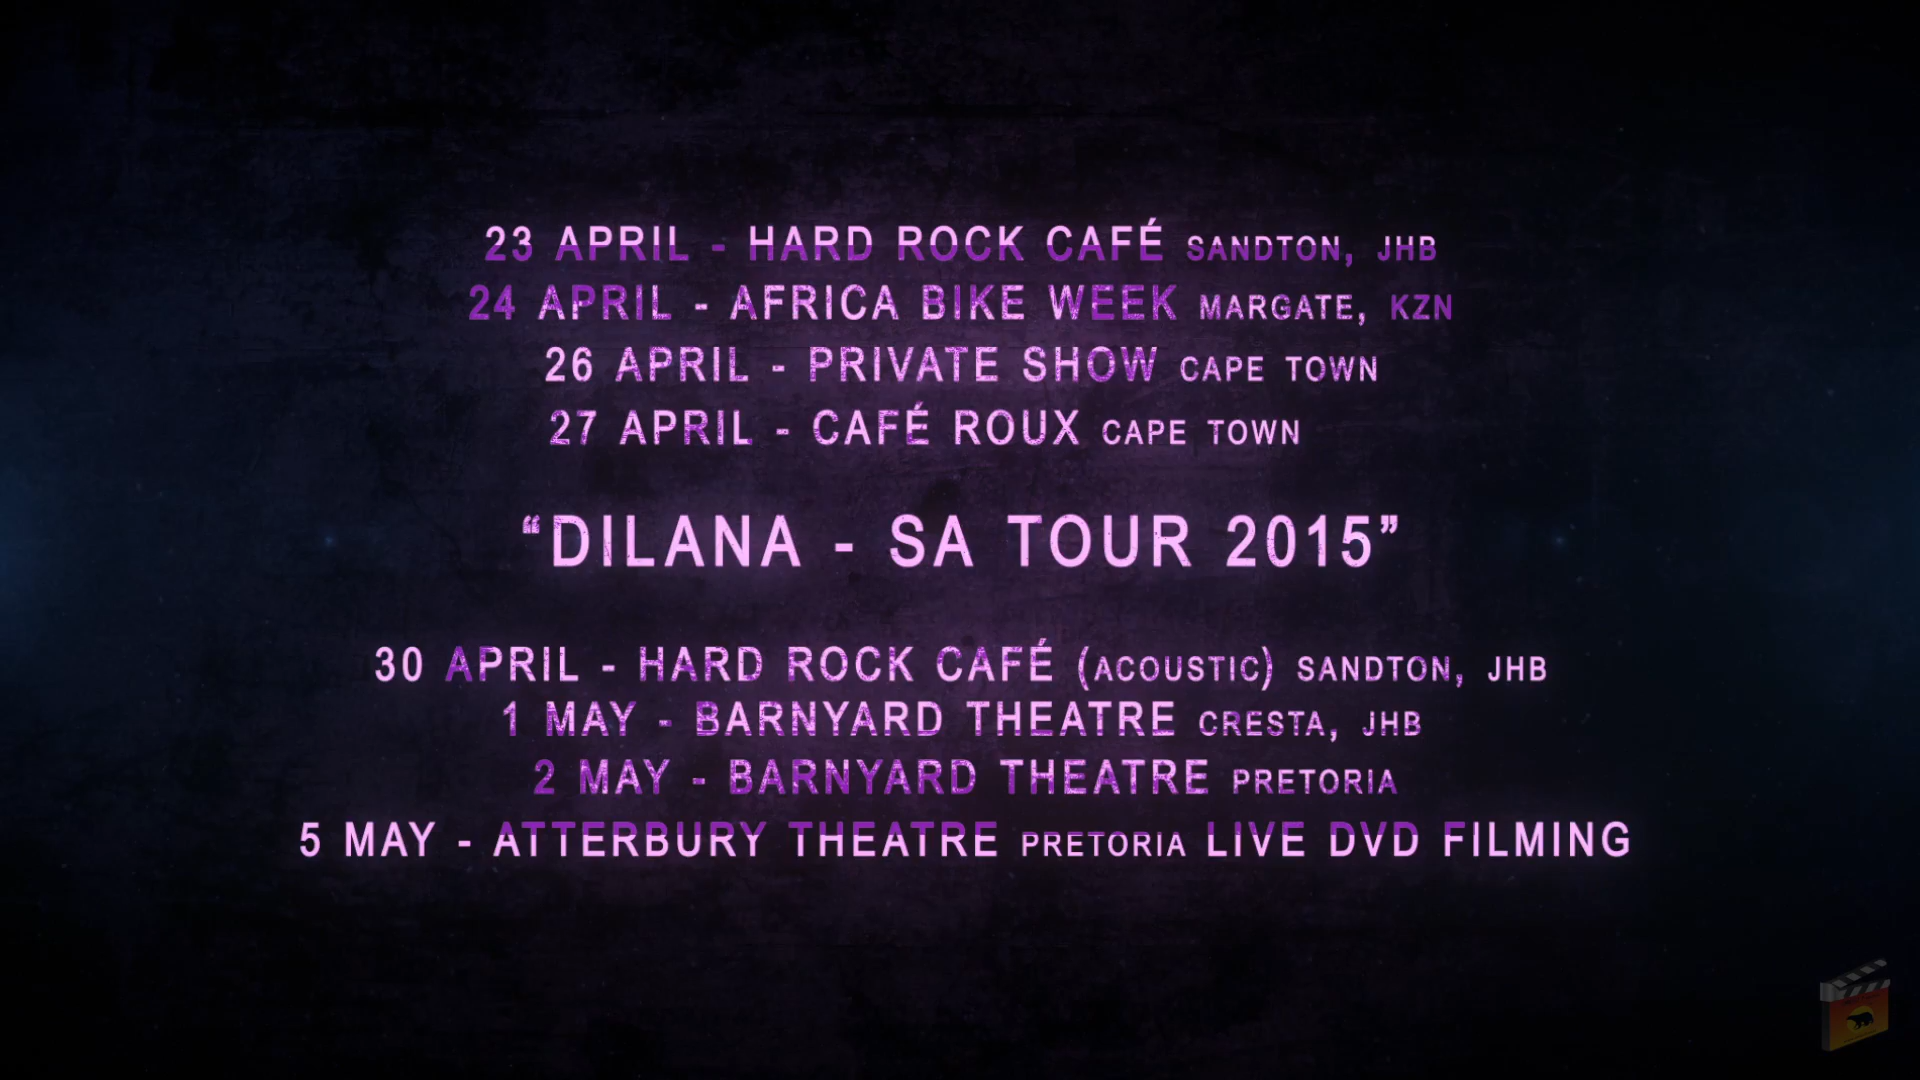 23 APRIL - HARD ROCK CAFÉ SANDTON, JHB
24 APRIL - AFRICA BIKE WEEK MARGATE, KZN
26 APRIL - PRIVATE SHOW CAPE TOWN
27 APRIL - CAFÉ ROUX CAPE TOWN
“DILANA - SA TOUR 2015”
30 APRIL - HARD ROCK CAFÉ (ACOUSTIC) SANDTON, JHB
1 MAY - BARNYARD THEATRE CRESTA, JHB
2 MAY - BARNYARD THEATRE PRETORIA
5 MAY - ATTERBURY THEATRE PRETORIA LIVE DVD FILMING